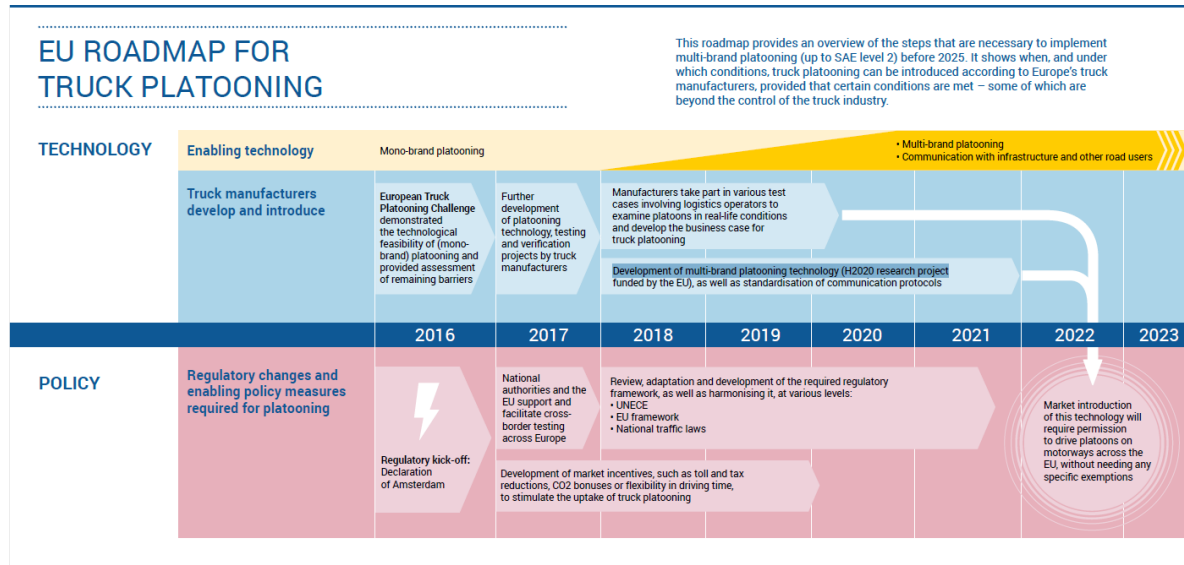 EU ROADMAP FOR
TRUCK PLATOONING
This roadmap provides an overview of the steps that are necessary to implement
multi-brand platooning (up to SAE level 2) before 2025. It shows when, and under
which conditions, truck platooning can be introduced according to Europe's truck
manufacturers, provided that certain conditions are met – some of which are
beyond the control of the truck industry.
TECHNOLOGY
Enabling technology
Mono-brand platooning
• Multi-brand platooning
• Communication with infrastructure and other road users
Truck manufacturers
develop and introduce
European Truck
Platooning Challenge
demonstrated
the technological
feasibility of (mono-
brand) platooning and
provided assessment
of remaining barriers
Further
development
of platooning
technology, testing
and verification
projects by truck
manufacturers
Manufacturers take part in various test
cases involving logistics operators to
examine platoons in real-life conditions
and develop the business case for
truck platooning
Development of multi-brand platooning technology (H2020 research project
funded by the EU), as well as standardisation of communication protocols
2016 2017 2018 2019 2020 2021 2022 2023
POLICY
Regulatory changes and
enabling policy measures
required for platooning
Regulatory kick-off:
Declaration
of Amsterdam
National
authorities and the
EU support and
facilitate cross-
border testing
across Europe
Review, adaptation and development of the required regulatory
framework, as well as harmonising it, at various levels:
• UNECE
• EU framework
• National traffic laws
Development of market incentives, such as toll and tax
reductions, CO2 bonuses or flexibility in driving time,
to stimulate the uptake of truck platooning
Market introduction
of this technology will
require permission
to drive platoons on
motorways across the
EU, without needing any
specific exemptions